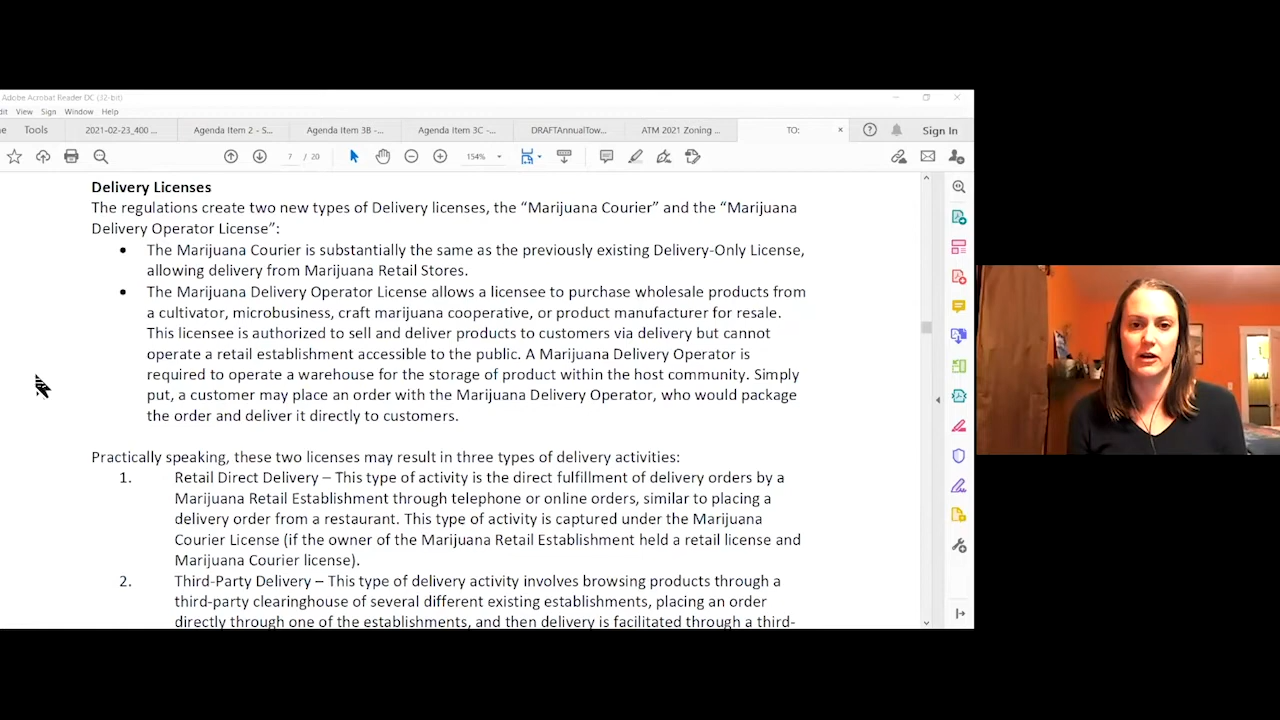 Adobe Acrobat Reader DC (32-bit)
dit View Sign Window Help
me Tools 2021-02-23_400 ... Agenda Item 2 - S... Agenda Item 3B -... Agenda Item 3C -... DRAFTAnnualTow... ATM 2021 Zoning ... TO: × Sign In
7 / 20 154%
Delivery Licenses
The regulations create two new types of Delivery licenses, the “Marijuana Courier” and the “Marijuana
Delivery Operator License”:
• The Marijuana Courier is substantially the same as the previously existing Delivery-Only License,
allowing delivery from Marijuana Retail Stores.
• The Marijuana Delivery Operator License allows a licensee to purchase wholesale products from
a cultivator, microbusiness, craft marijuana cooperative, or product manufacturer for resale.
This licensee is authorized to sell and deliver products to customers via delivery but cannot
operate a retail establishment accessible to the public. A Marijuana Delivery Operator is
required to operate a warehouse for the storage of product within the host community. Simply
put, a customer may place an order with the Marijuana Delivery Operator, who would package
the order and deliver it directly to customers.
Practically speaking, these two licenses may result in three types of delivery activities:
1. Retail Direct Delivery – This type of activity is the direct fulfillment of delivery orders by a
Marijuana Retail Establishment through telephone or online orders, similar to placing a
delivery order from a restaurant. This type of activity is captured under the Marijuana
Courier License (if the owner of the Marijuana Retail Establishment held a retail license and
Marijuana Courier license).
2. Third-Party Delivery – This type of delivery activity involves browsing products through a
third-party clearinghouse of several different existing establishments, placing an order
directly through one of the establishments, and then delivery is facilitated through a third-